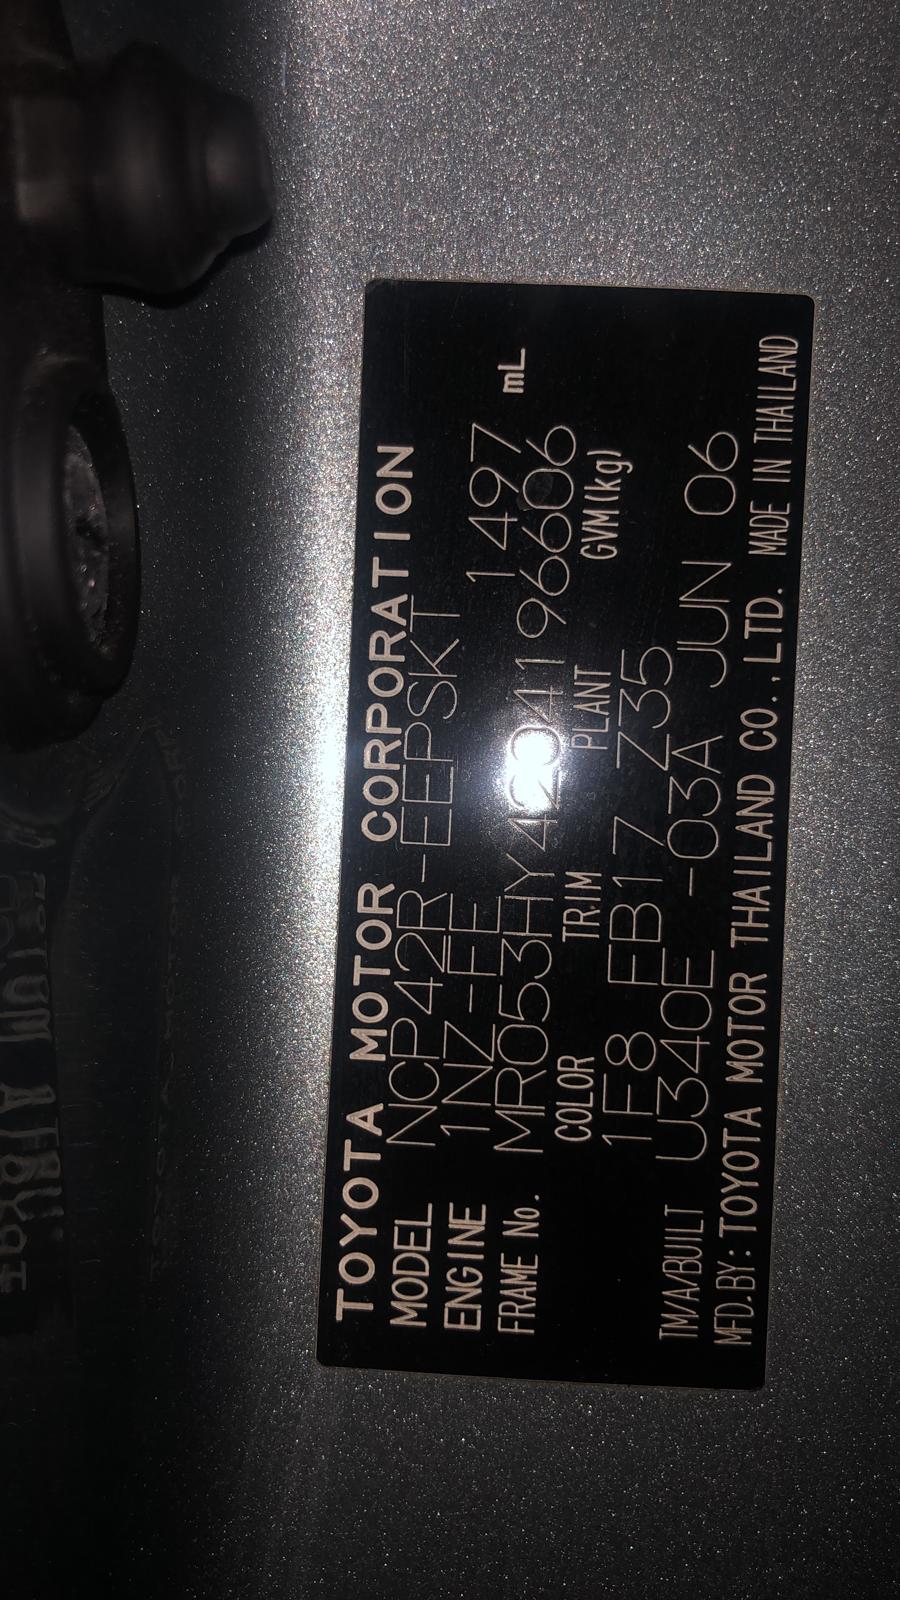 TOYOTA MOTOR CORPORATION
MODEL NCP42R-EEPSKT
ENGINE 1NZ-FE 1497 mL
FRAME No. MR053HY4204196606
COLOR TRIM PLANT GVM(kg)
1F8 FB17 Z35
TM/A/BUILT U340E -03A JUN 06
MFD.BY: TOYOTA MOTOR THAILAND CO.,LTD. MADE IN THAILAND